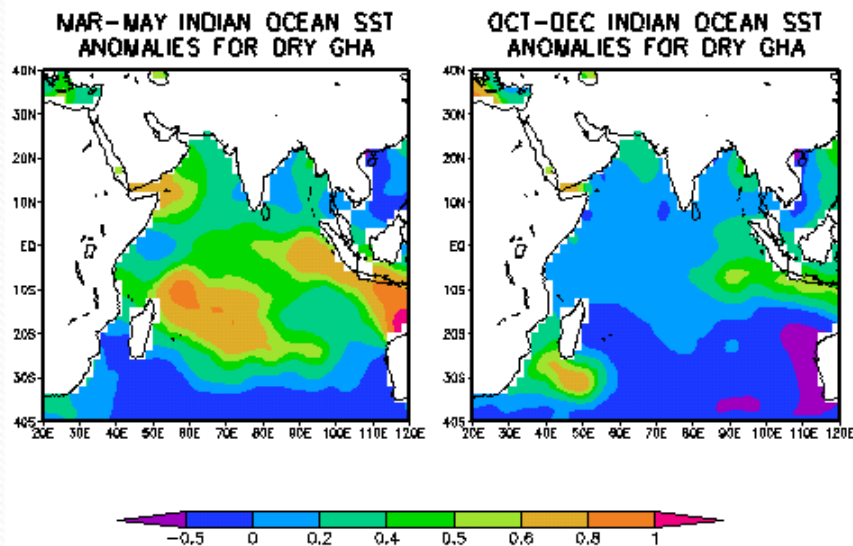 MAR-MAY INDIAN OCEAN SST
ANOMALIES FOR DRY GHA
OCT-DEC INDIAN OCEAN SST
ANOMALIES FOR DRY GHA
40N
30N
20N
10N
EQ
10S
20S
30S
40S
20E 30E 40E 50E 60E 70E 80E 90E 100E 110E 120E
40N
30N
20N
10N
EQ
10S
20S
30S
40S
20E 30E 40E 50E 60E 70E 80E 90E 100E 110E 120E
-0.5 0 0.2 0.4 0.5 0.6 0.8 1